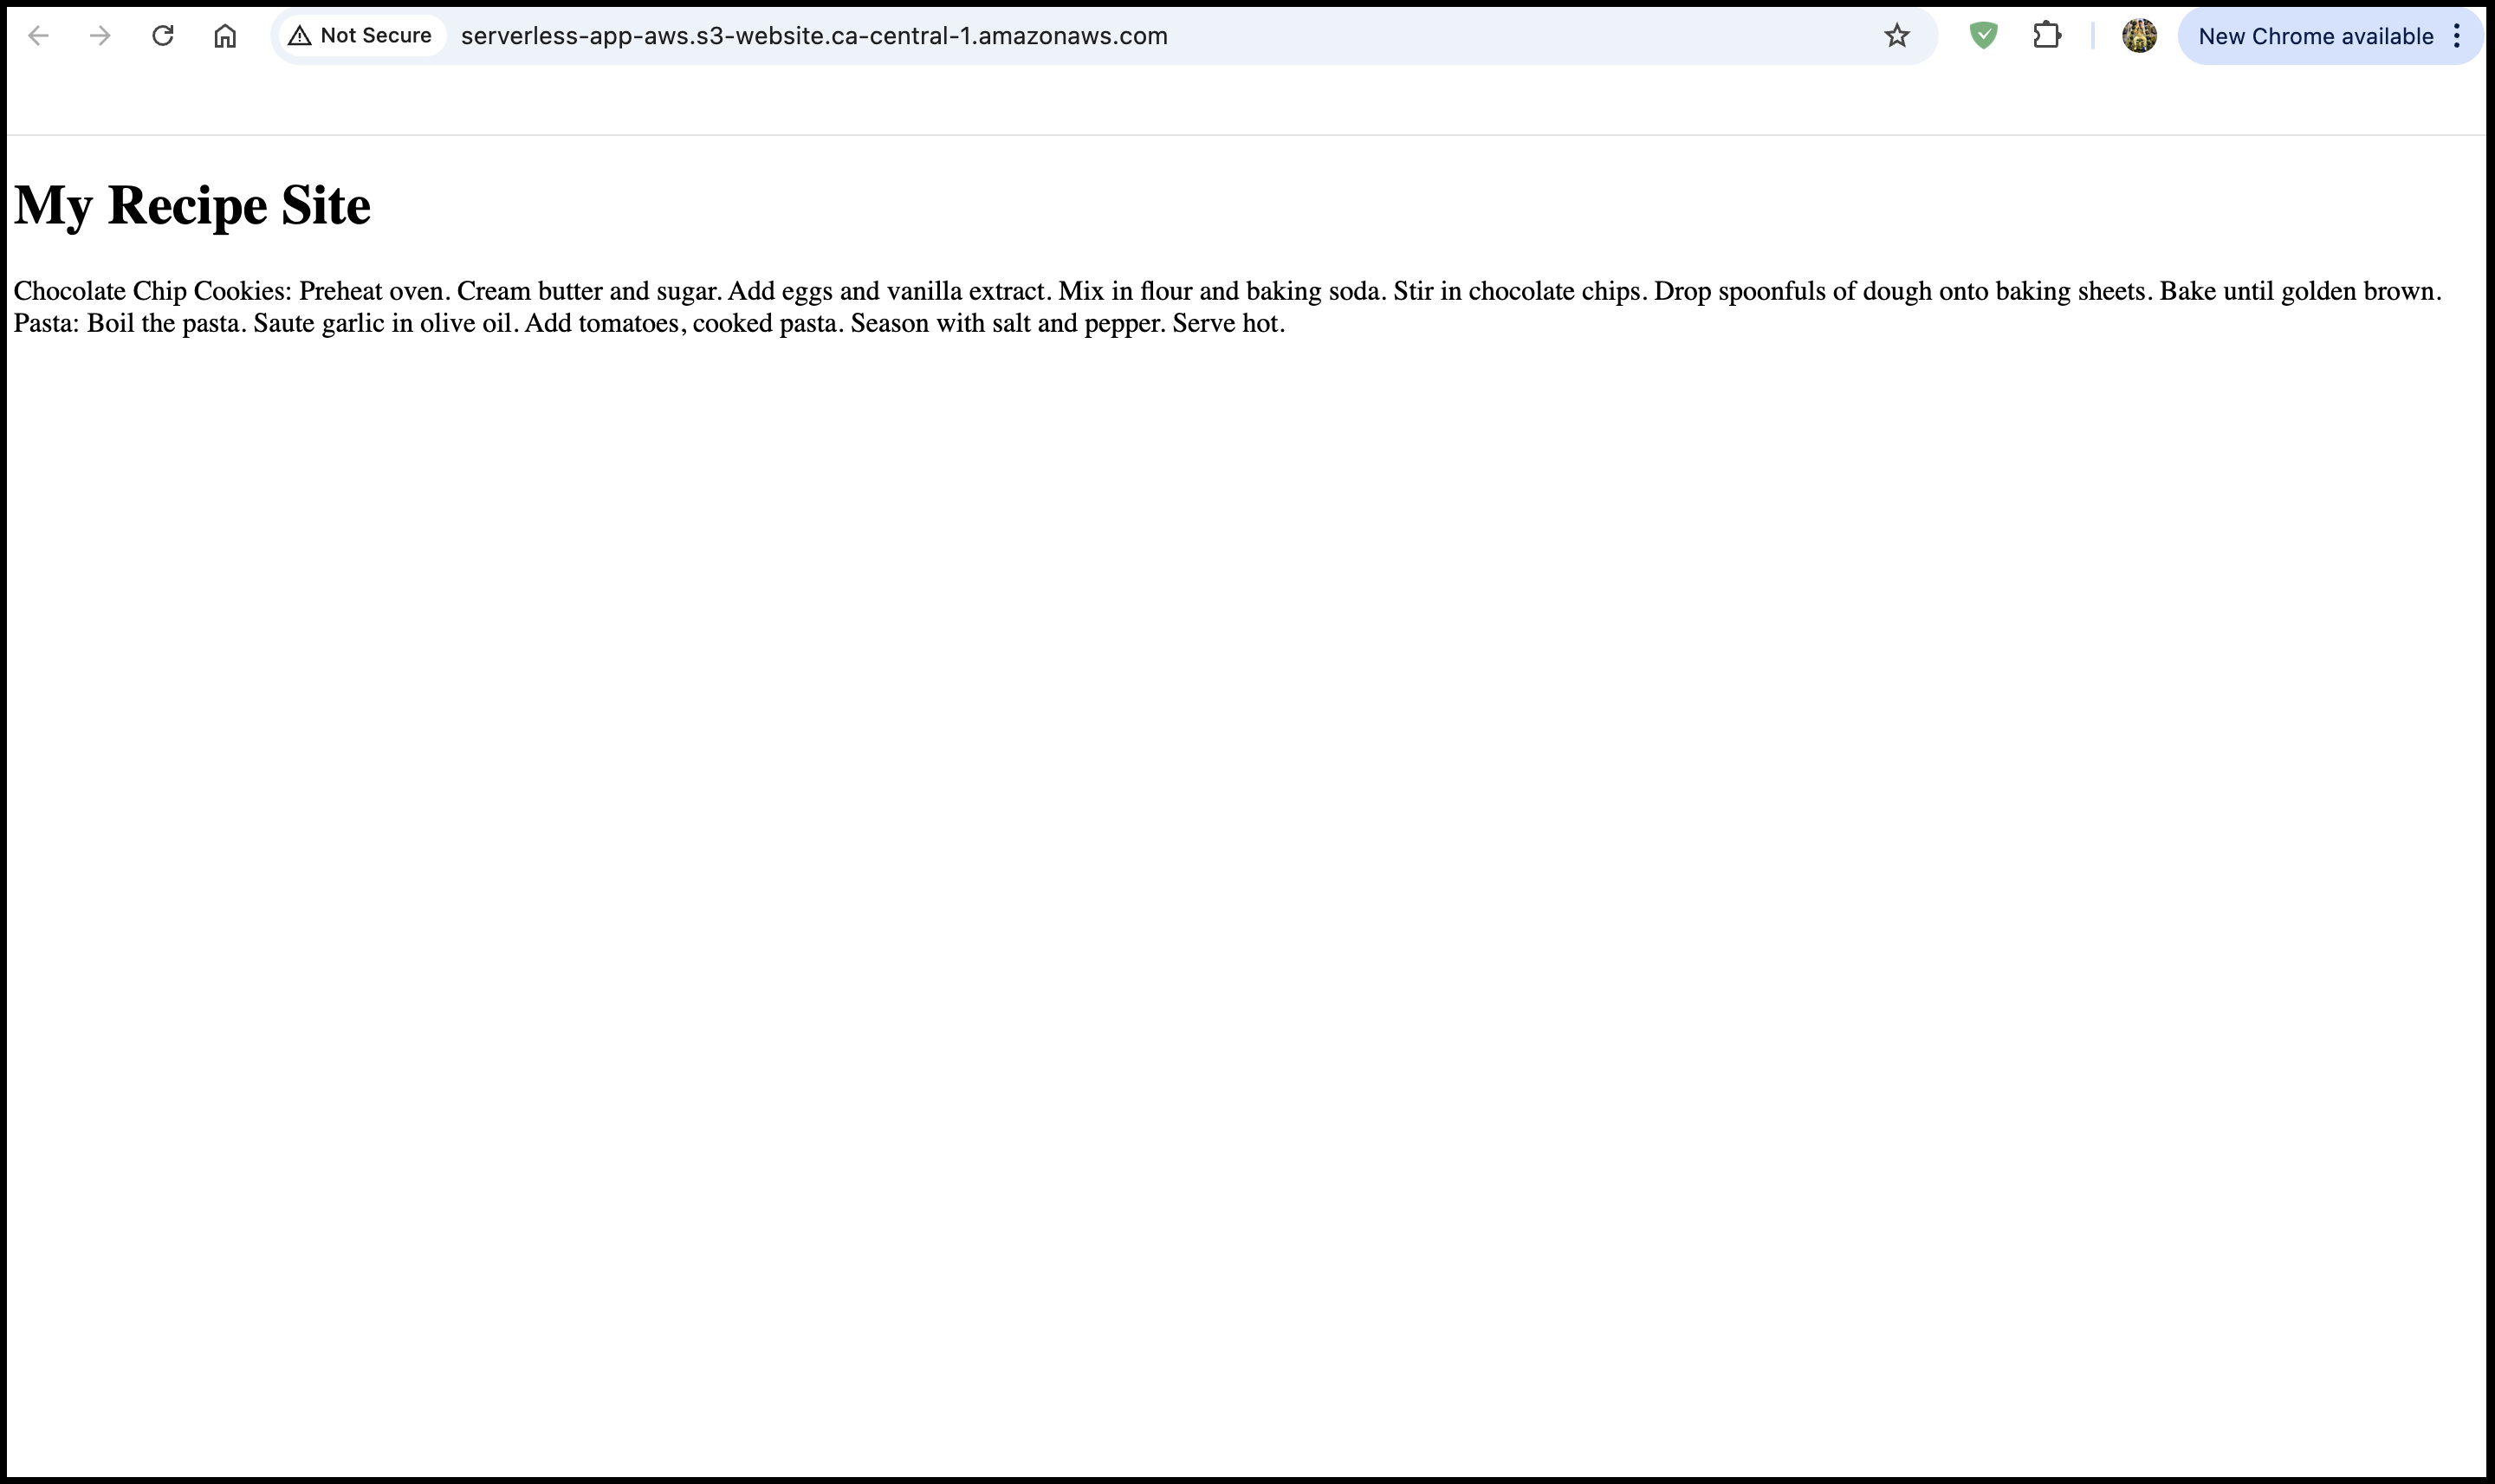 Not Secure serverless-app-aws.s3-website.ca-central-1.amazonaws.com New Chrome available
My Recipe Site
Chocolate Chip Cookies: Preheat oven. Cream butter and sugar. Add eggs and vanilla extract. Mix in flour and baking soda. Stir in chocolate chips. Drop spoonfuls of dough onto baking sheets. Bake until golden brown.
Pasta: Boil the pasta. Saute garlic in olive oil. Add tomatoes, cooked pasta. Season with salt and pepper. Serve hot.